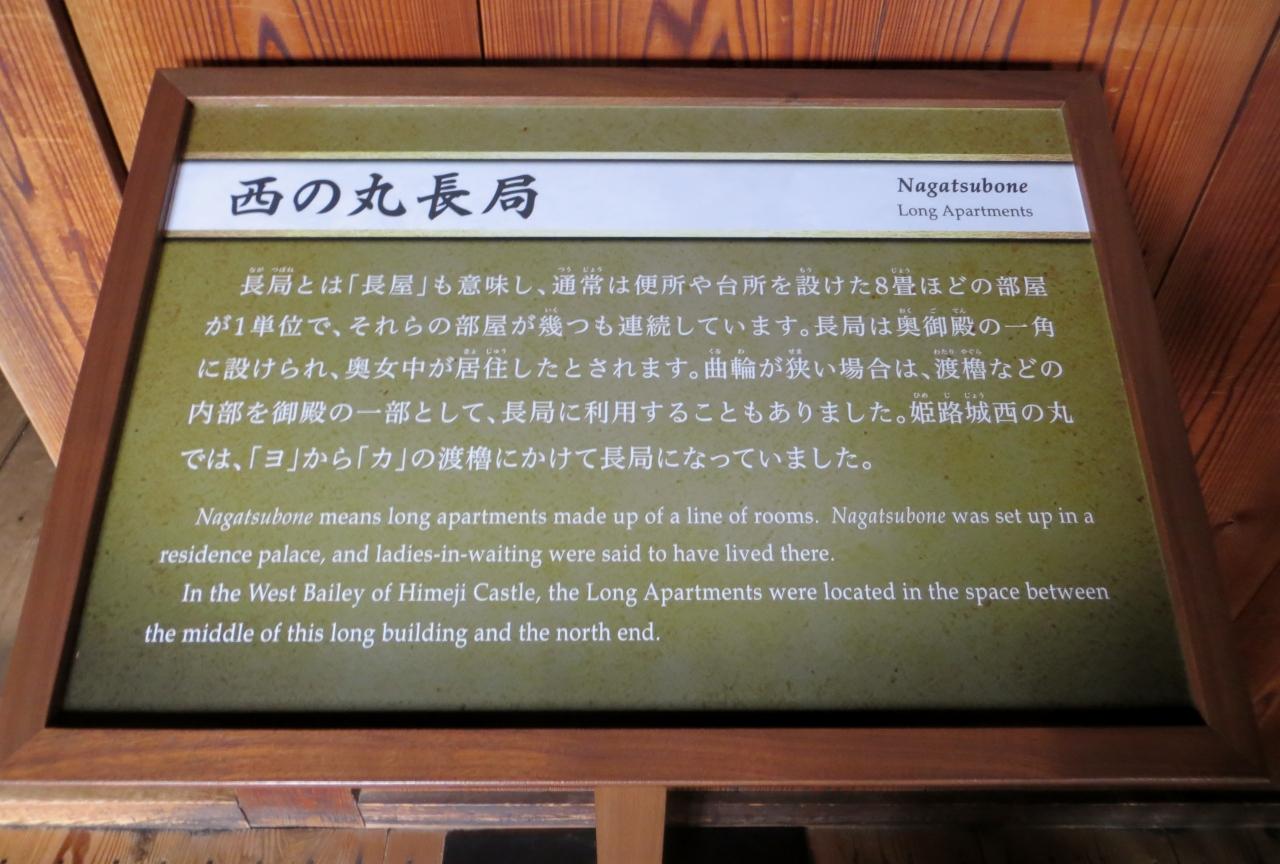 西の丸長局
Nagatsubone
Long Apartments
長局とは「長屋」も意味し、通常は便所や台所を設けた8畳ほどの部屋
が1単位で、それらの部屋が幾つも連続しています。長局は奥御殿の一角
に設けられ、奥女中が居住したとされます。曲輪が狭い場合は、渡櫓などの
内部を御殿の一部として、長局に利用することもありました。姫路城西の丸
では、「ヨ」から「カ」の渡櫓にかけて長局になっていました。
Nagatsubone means long apartments made up of a line of rooms. Nagatsubone was set up in a
residence palace, and ladies-in-waiting were said to have lived there.
In the West Bailey of Himeji Castle, the Long Apartments were located in the space between
the middle of this long building and the north end.